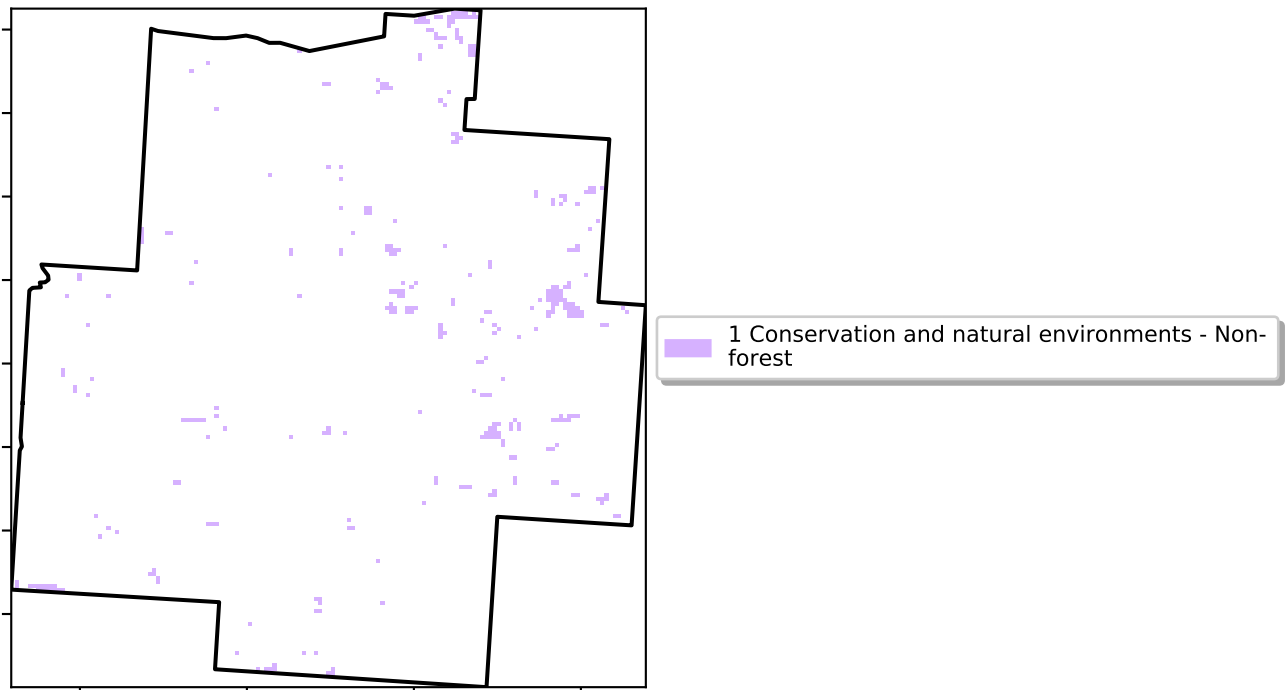 1 Conservation and natural environments - Non-
forest